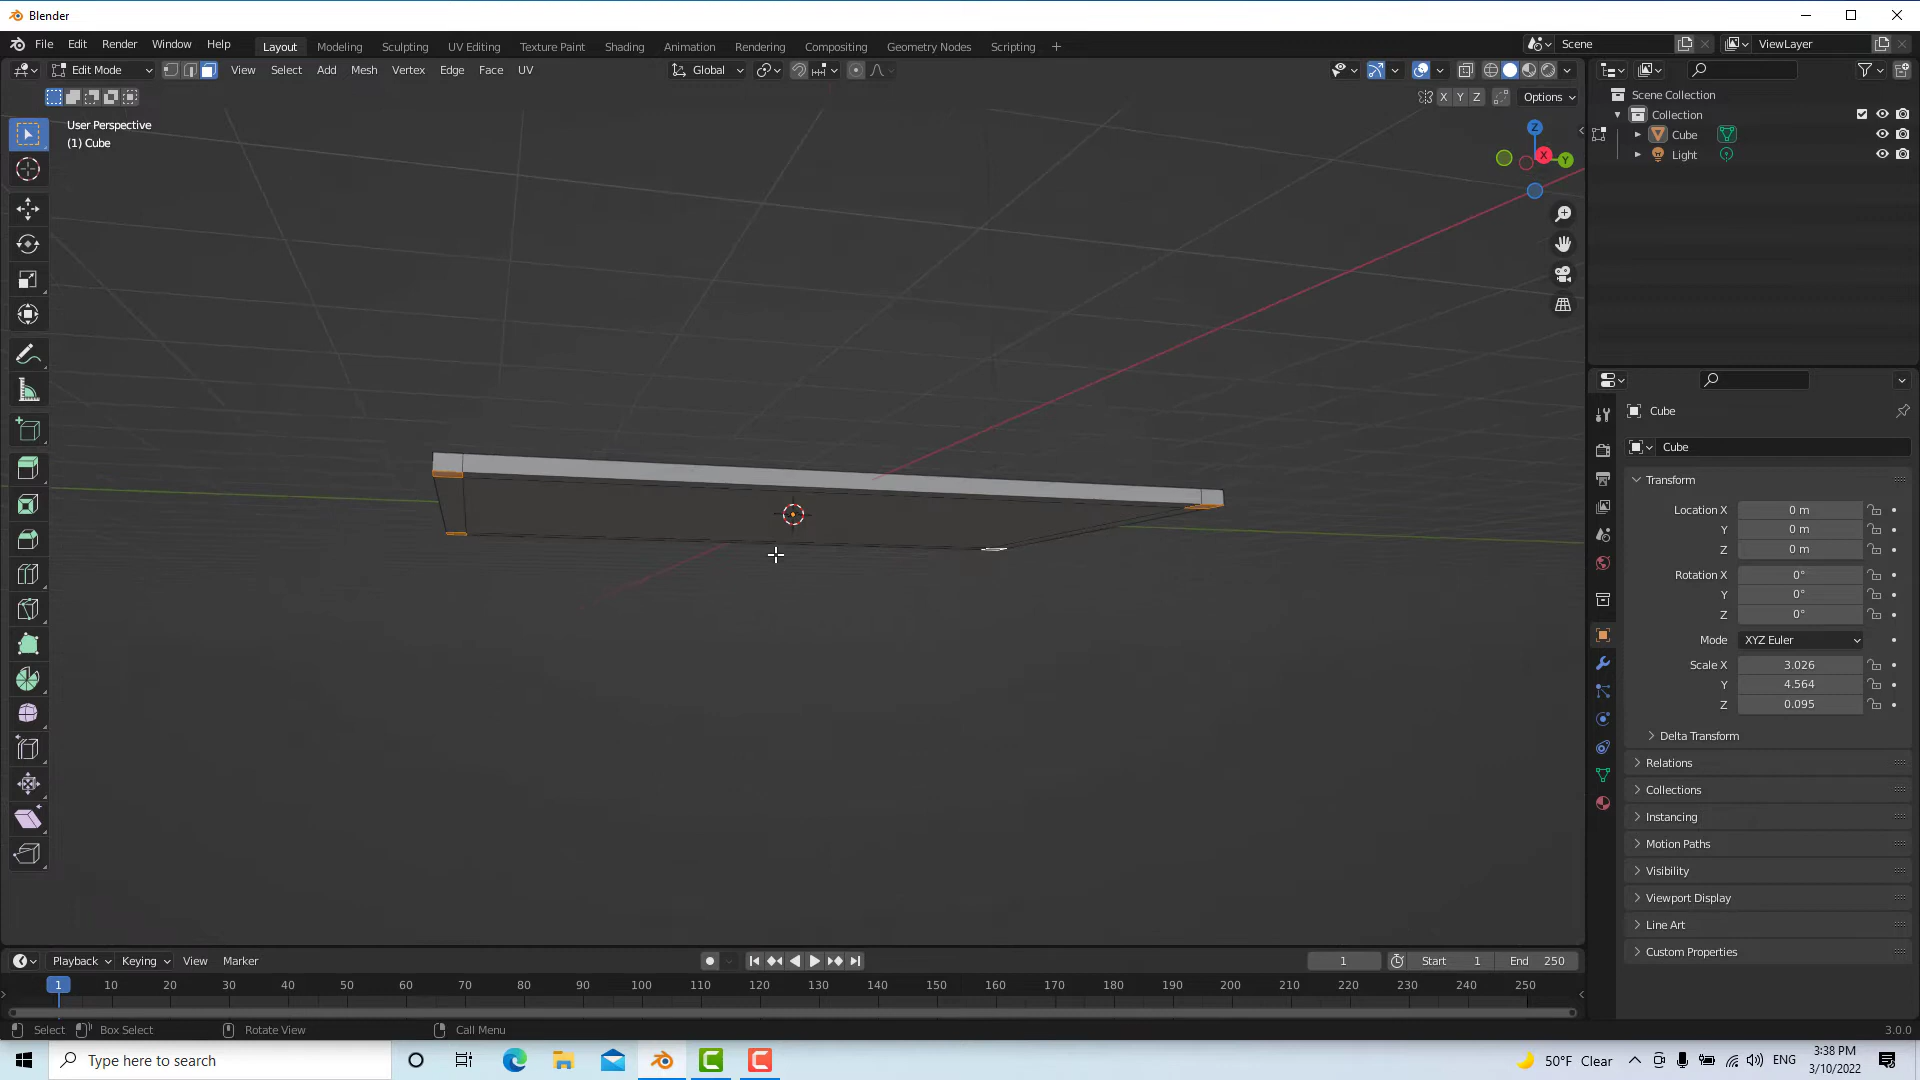 Blender
File Edit Render Window Help
Layout Modeling Sculpting UV Editing Texture Paint Shading Animation Rendering Compositing Geometry Nodes Scripting
Scene
ViewLayer
Edit Mode
View Select Add Mesh Vertex Edge Face UV
Global
X Y Z
Options
User Perspective
(1) Cube
Z
X
Y
Scene Collection
Collection
Cube
Light
Cube
Cube
Transform
Location X 0 m
Y 0 m
Z 0 m
Rotation X 0°
Y 0°
Z 0°
Mode XYZ Euler
Scale X 3.026
Y 4.564
Z 0.095
Delta Transform
Relations
Collections
Instancing
Motion Paths
Visibility
Viewport Display
Line Art
Custom Properties
Playback Keying View Marker
1 Start 1 End 250
1 10 20 30 40 50 60 70 80 90 100 110 120 130 140 150 160 170 180 190 200 210 220 230 240 250
Select Box Select Rotate View Call Menu
3.0.0
Type here to search
50°F Clear
ENG
3:38 PM
3/10/2022